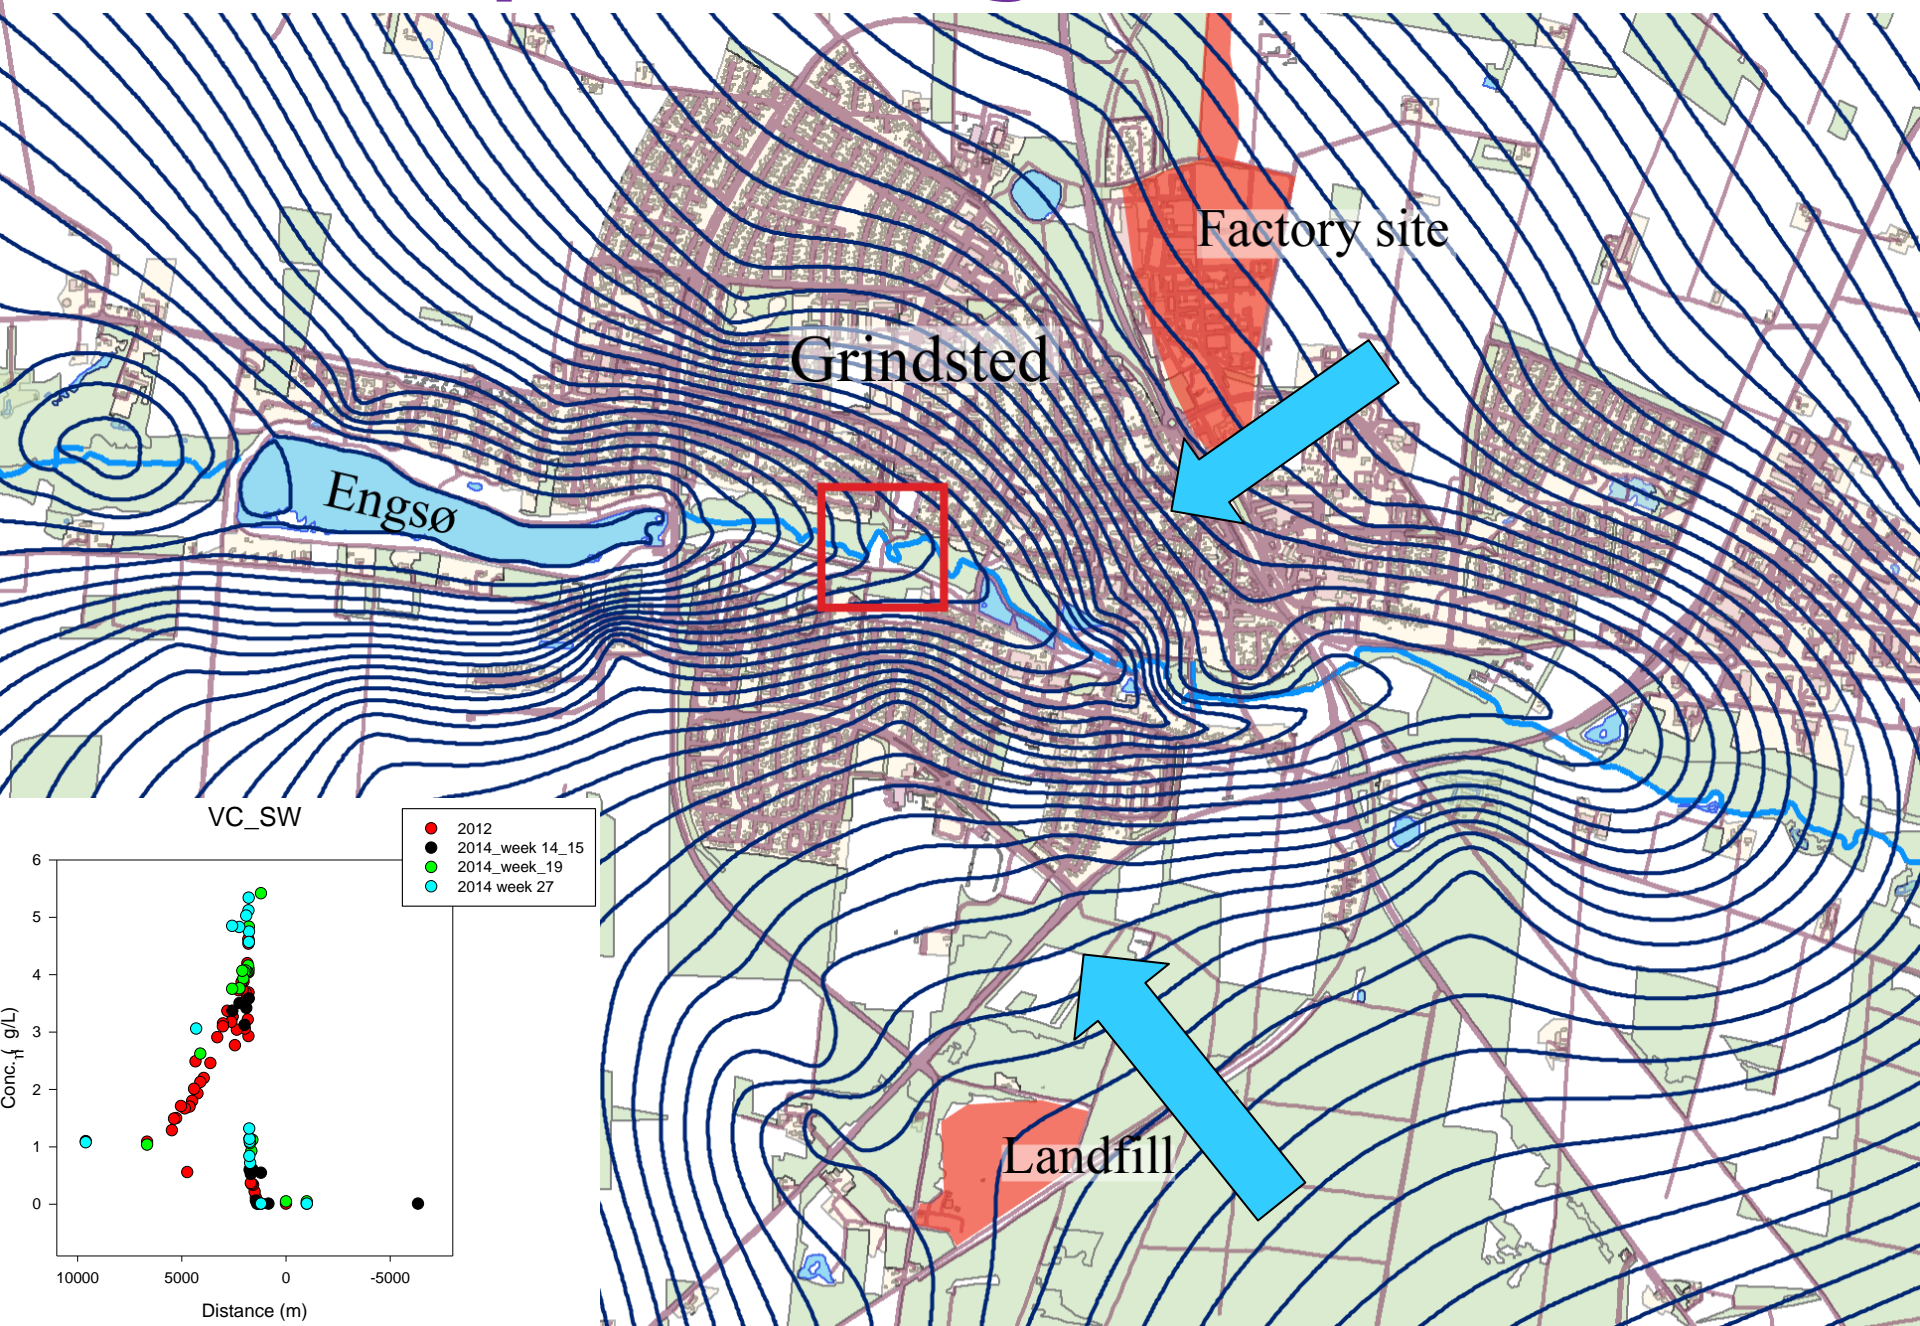 Factory site
Grindsted
Engsø
Landfill
VC_SW
2012
2014_week 14_15
2014_week_19
2014 week 27
6
5
4
3
2
1
0
Conc. ( g/L)
10000 5000 0 -5000
Distance (m)